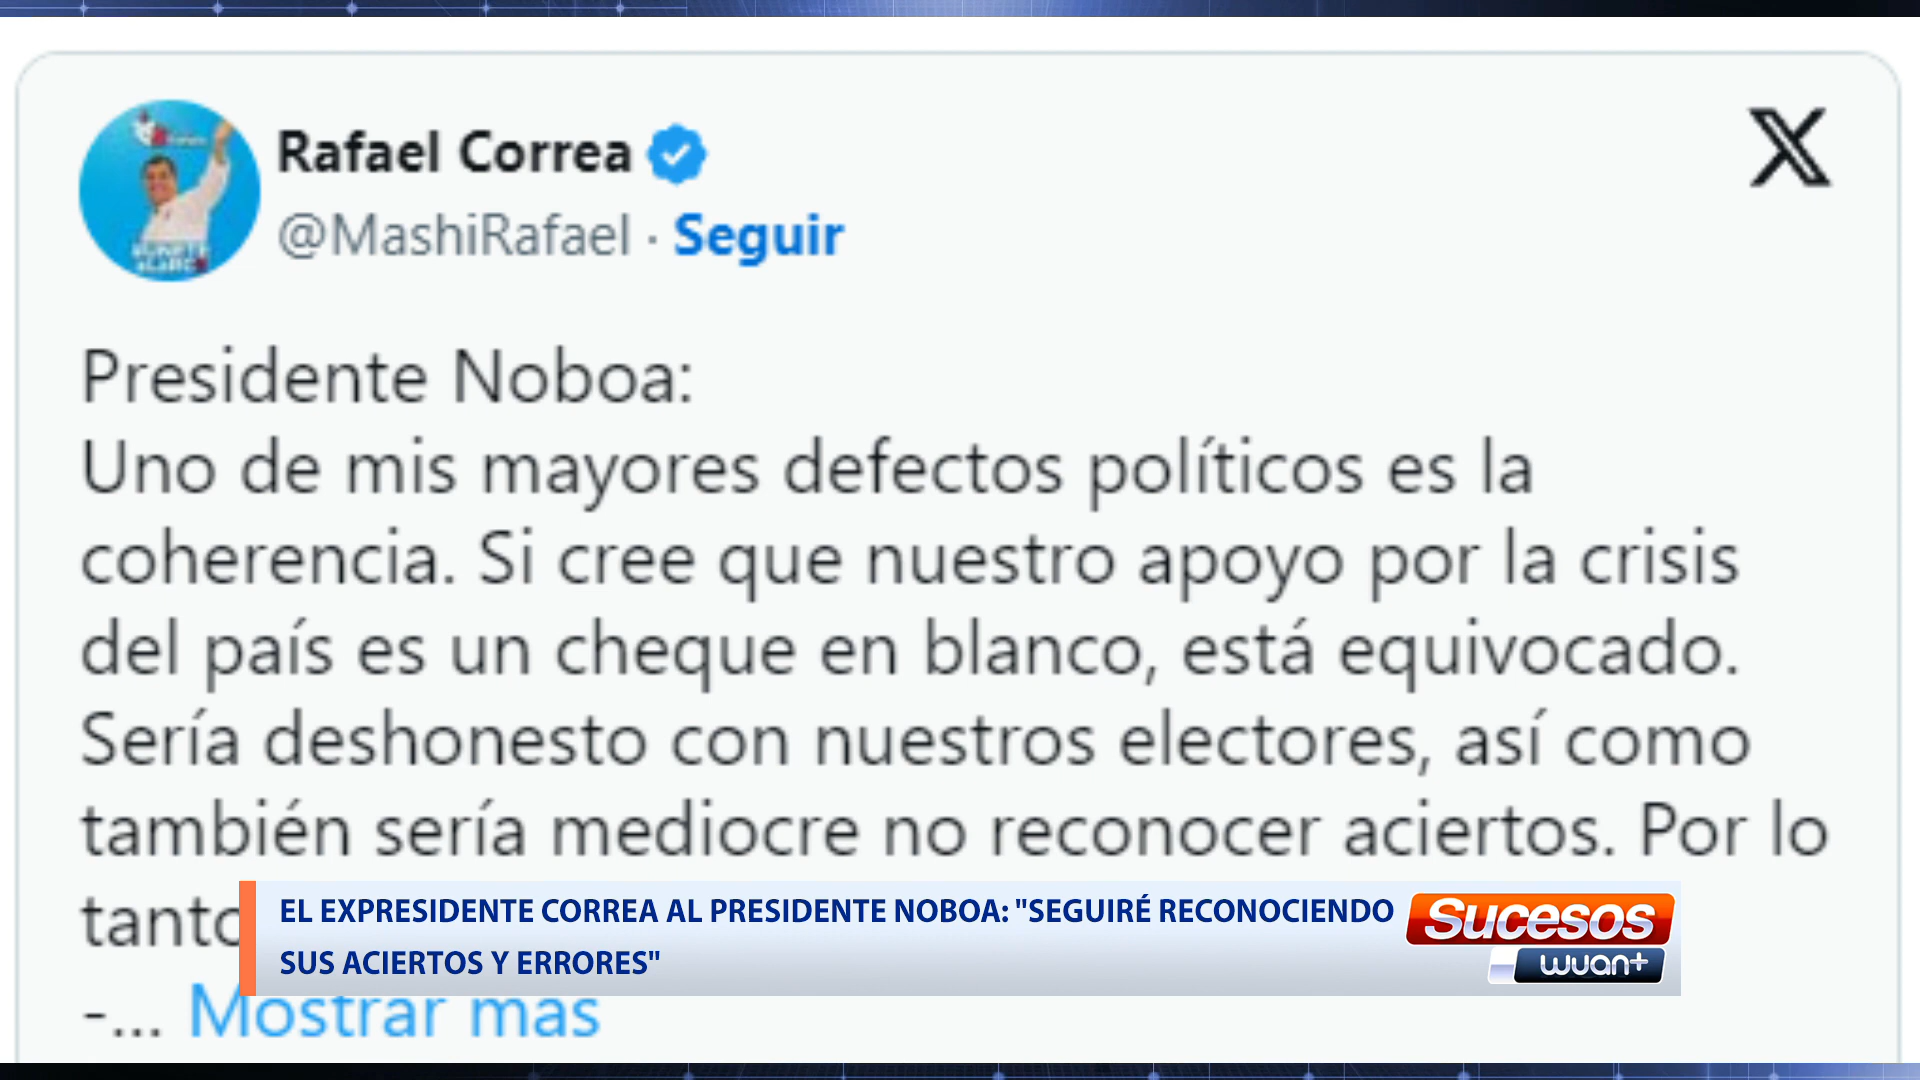 Rafael Correa
@MashiRafael · Seguir
Presidente Noboa:
Uno de mis mayores defectos políticos es la
coherencia. Si cree que nuestro apoyo por la crisis
del país es un cheque en blanco, está equivocado.
Sería deshonesto con nuestros electores, así como
también sería mediocre no reconocer aciertos. Por lo
tanto
-... Mostrar mas
EL EXPRESIDENTE CORREA AL PRESIDENTE NOBOA: "SEGUIRÉ RECONOCIENDO
SUS ACIERTOS Y ERRORES"
Sucesos
wuan+